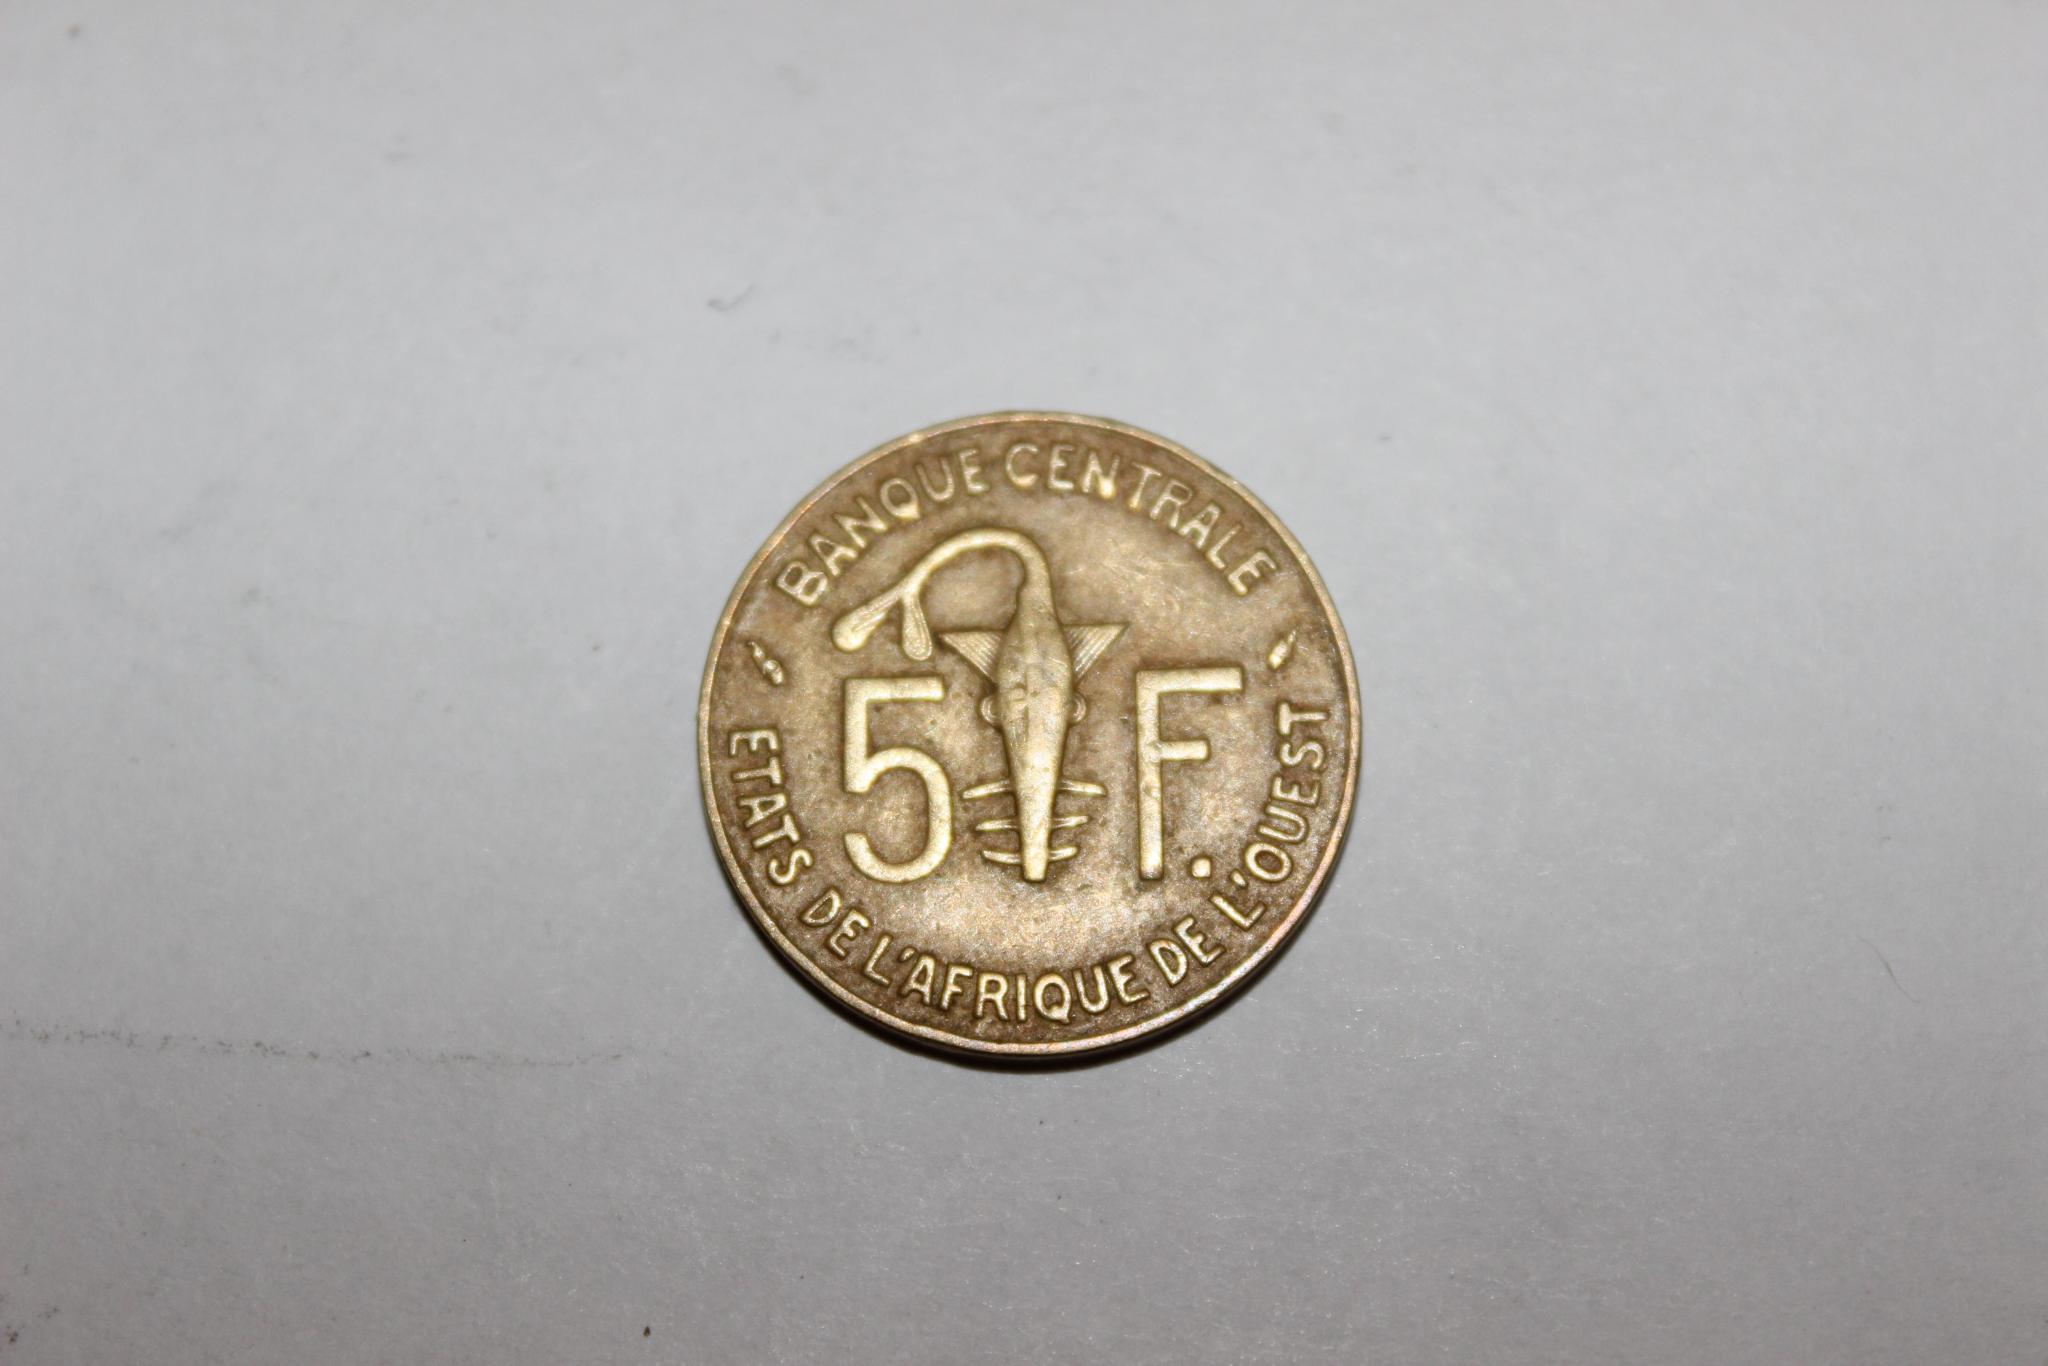 BANQUE CENTRALE
5 F.
ETATS DE L'AFRIQUE DE L'OUEST